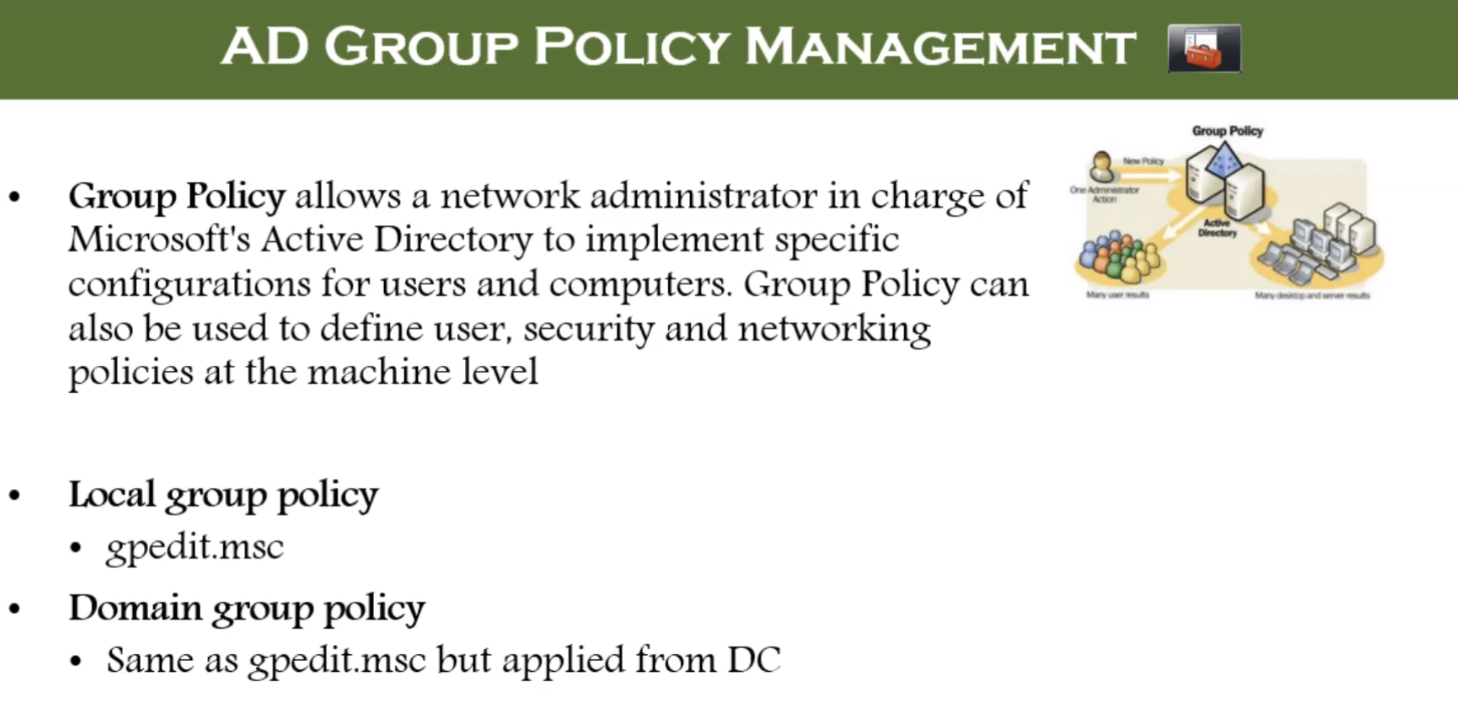 AD GROUP POLICY MANAGEMENT
• Group Policy allows a network administrator in charge of
Microsoft's Active Directory to implement specific
configurations for users and computers. Group Policy can
also be used to define user, security and networking
policies at the machine level
Group Policy
New Policy
One Administrator
Action
Active
Directory
Many user results
Many desktop and server results
• Local group policy
• gpedit.msc
• Domain group policy
• Same as gpedit.msc but applied from DC